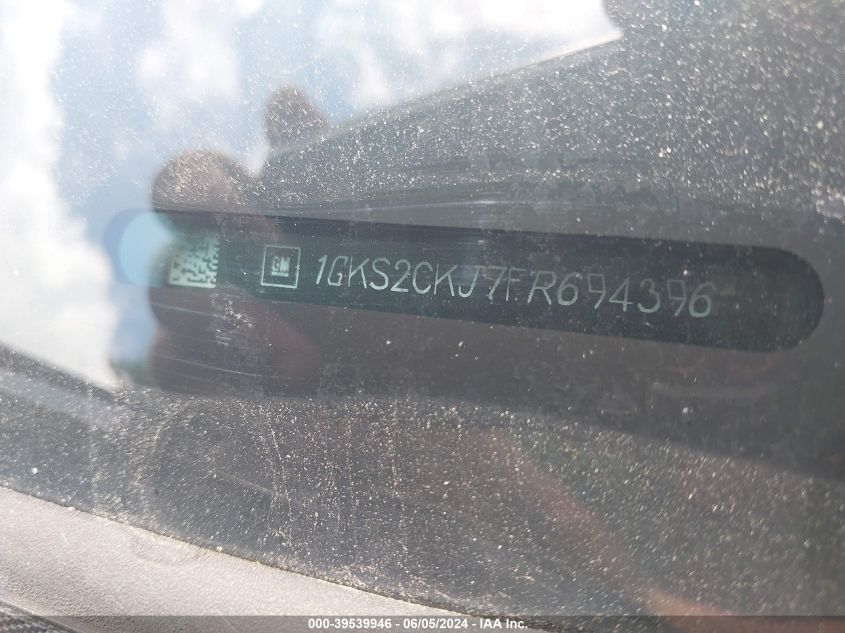 GM 1GKS2CKJ7FR694396
000-39539946 - 06/05/2024 - IAA Inc.